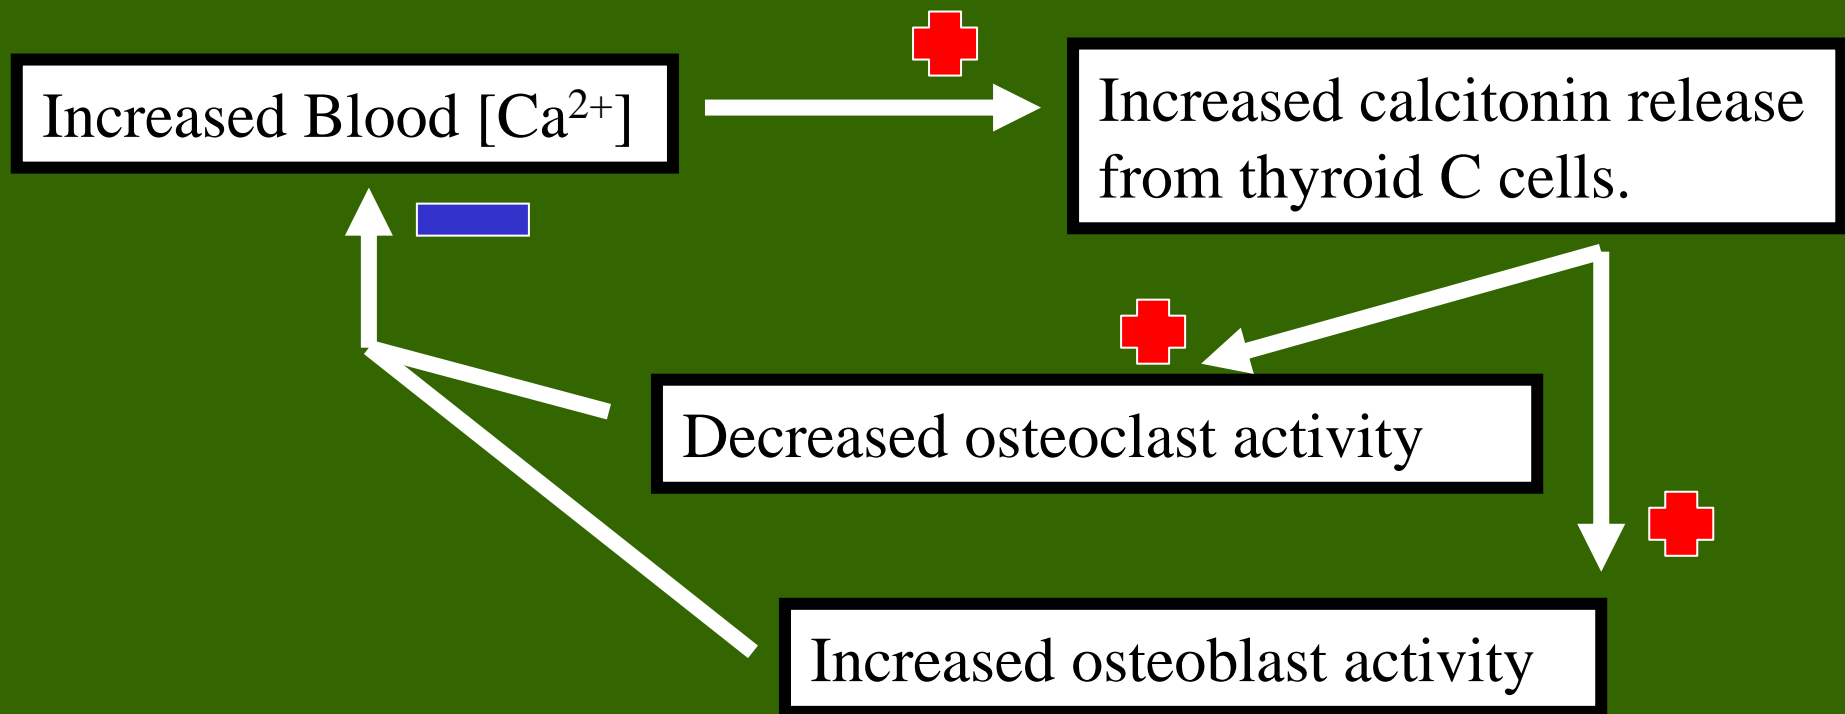 Increased Blood [Ca²⁺]
Increased calcitonin release
from thyroid C cells.
Decreased osteoclast activity
Increased osteoblast activity